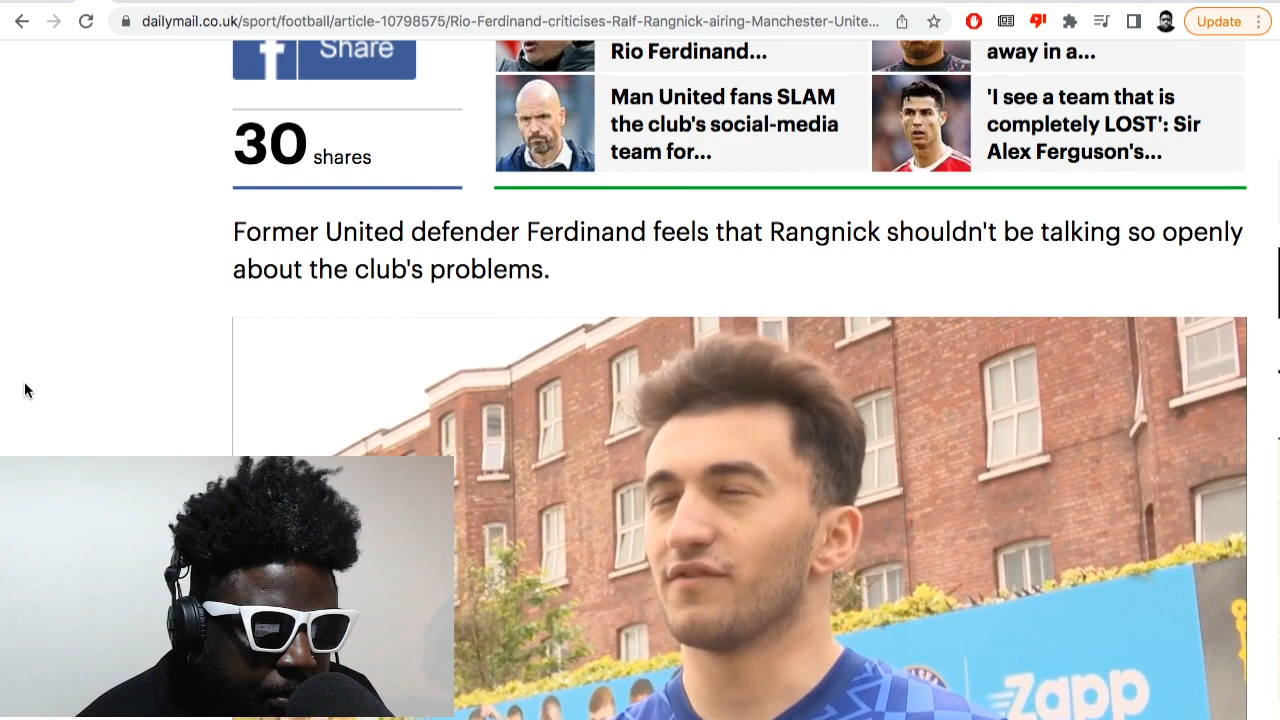 dailymail.co.uk/sport/football/article-10798575/Rio-Ferdinand-criticises-Ralf-Rangnick-airing-Manchester-Unite...
Update
f Share
30 shares
Rio Ferdinand...
away in a...
Man United fans SLAM
the club's social-media
team for...
'I see a team that is
completely LOST': Sir
Alex Ferguson's...
Former United defender Ferdinand feels that Rangnick shouldn't be talking so openly
about the club's problems.
Zapp